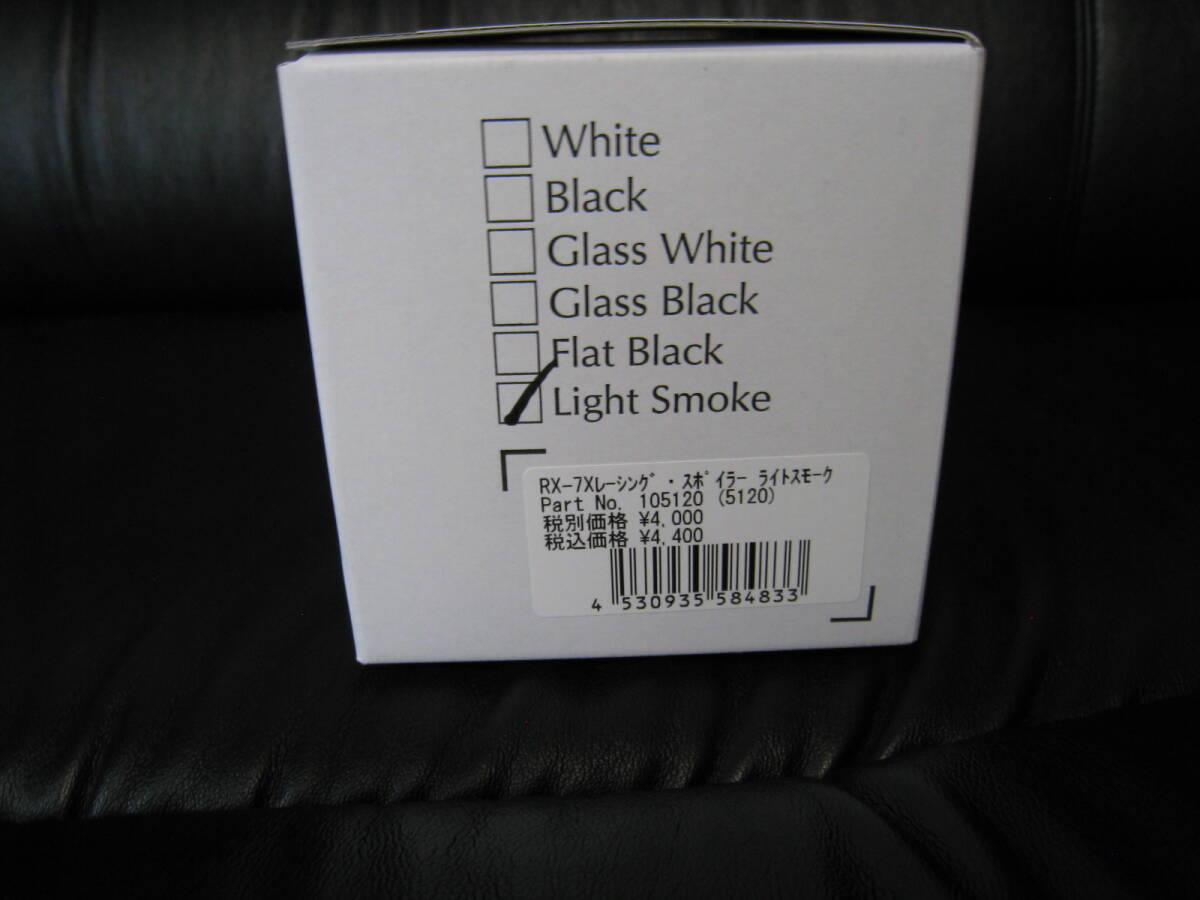 White
Black
Glass White
Glass Black
Flat Black
Light Smoke
RX-7Xﾚｰｼﾝｸﾞ・ｽﾎﾟｲﾗｰ ﾗｲﾄｽﾓｰｸ
Part No. 105120 (5120)
税別価格 ¥4,000
税込価格 ¥4,400
4 530935 584833